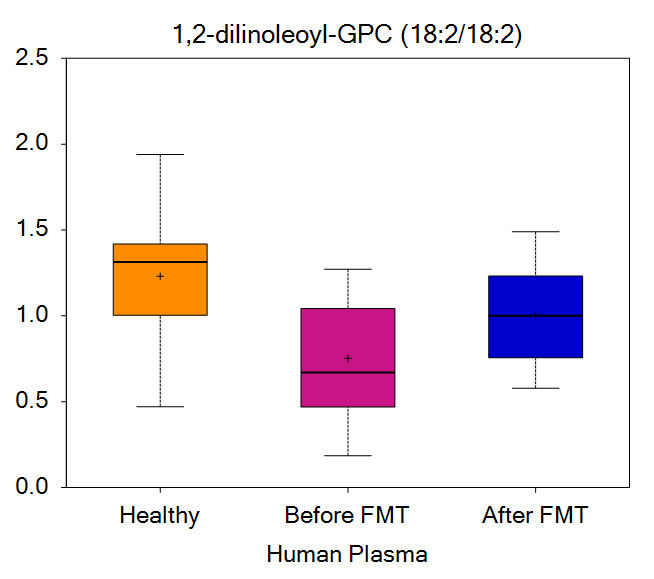 1,2-dilinoleoyl-GPC (18:2/18:2)
2.5
2.0
1.5
1.0
0.5
0.0
Healthy Before FMT After FMT
Human Plasma